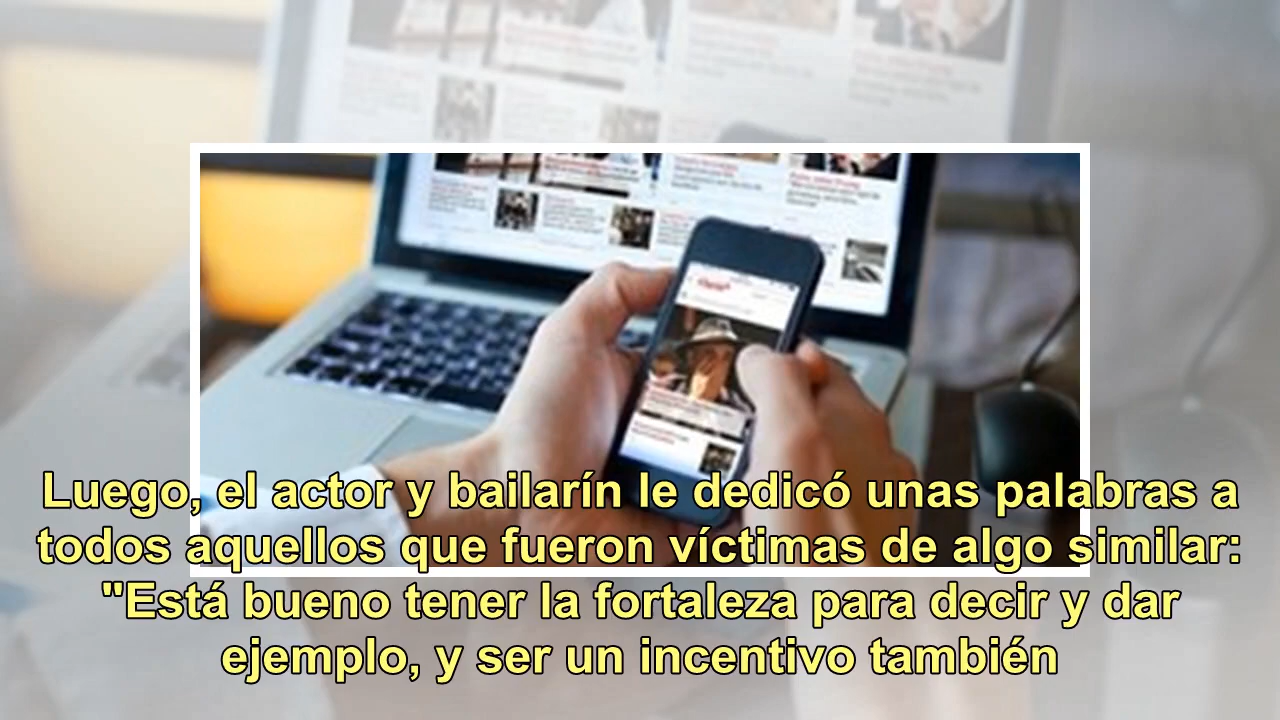 Luego, el actor y bailarín le dedicó unas palabras a
todos aquellos que fueron víctimas de algo similar:
"Está bueno tener la fortaleza para decir y dar
ejemplo, y ser un incentivo también